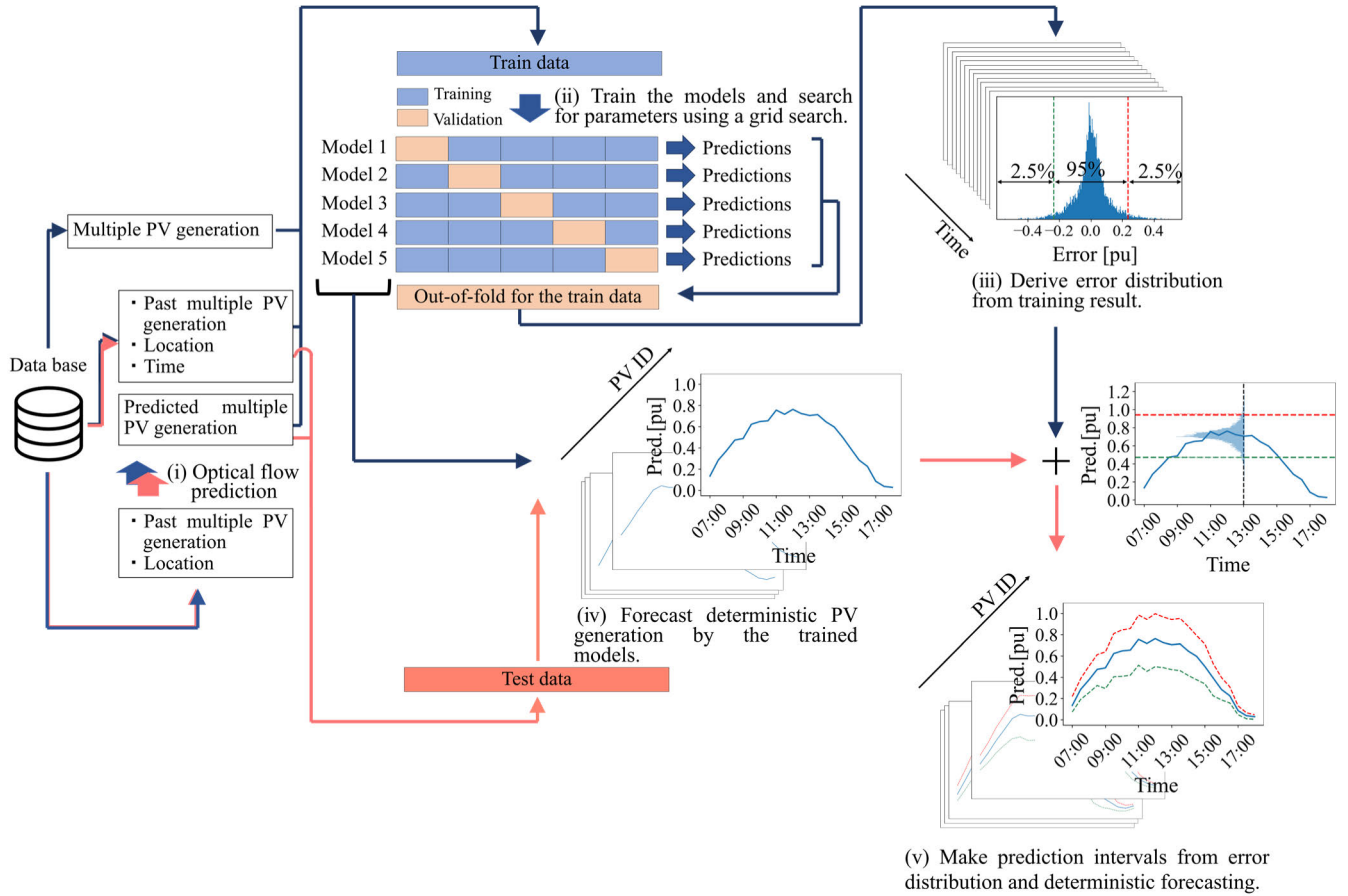 Train data
Training
Validation
(ii) Train the models and search
for parameters using a grid search.
Model 1
Predictions
Model 2
Predictions
Model 3
Predictions
Model 4
Predictions
Model 5
Predictions
Out-of-fold for the train data
Multiple PV generation
・Past multiple PV
generation
・Location
・Time
Data base
Predicted multiple
PV generation
(i) Optical flow
prediction
・Past multiple PV
generation
・Location
2.5%
95%
2.5%
−0.4
−0.2
0.0
0.2
0.4
Error [pu]
Time
(iii) Derive error distribution
from training result.
PV ID
Pred.[pu]
1.0
0.8
0.6
0.4
0.2
0.0
07:00
09:00
11:00
13:00
15:00
17:00
Time
(iv) Forecast deterministic PV
generation by the trained
models.
Test data
+
Pred.[pu]
1.2
1.0
0.8
0.6
0.4
0.2
0.0
07:00
09:00
11:00
13:00
15:00
17:00
Time
PV ID
Pred.[pu]
1.0
0.8
0.6
0.4
0.2
0.0
07:00
09:00
11:00
13:00
15:00
17:00
Time
(v) Make prediction intervals from error
distribution and deterministic forecasting.